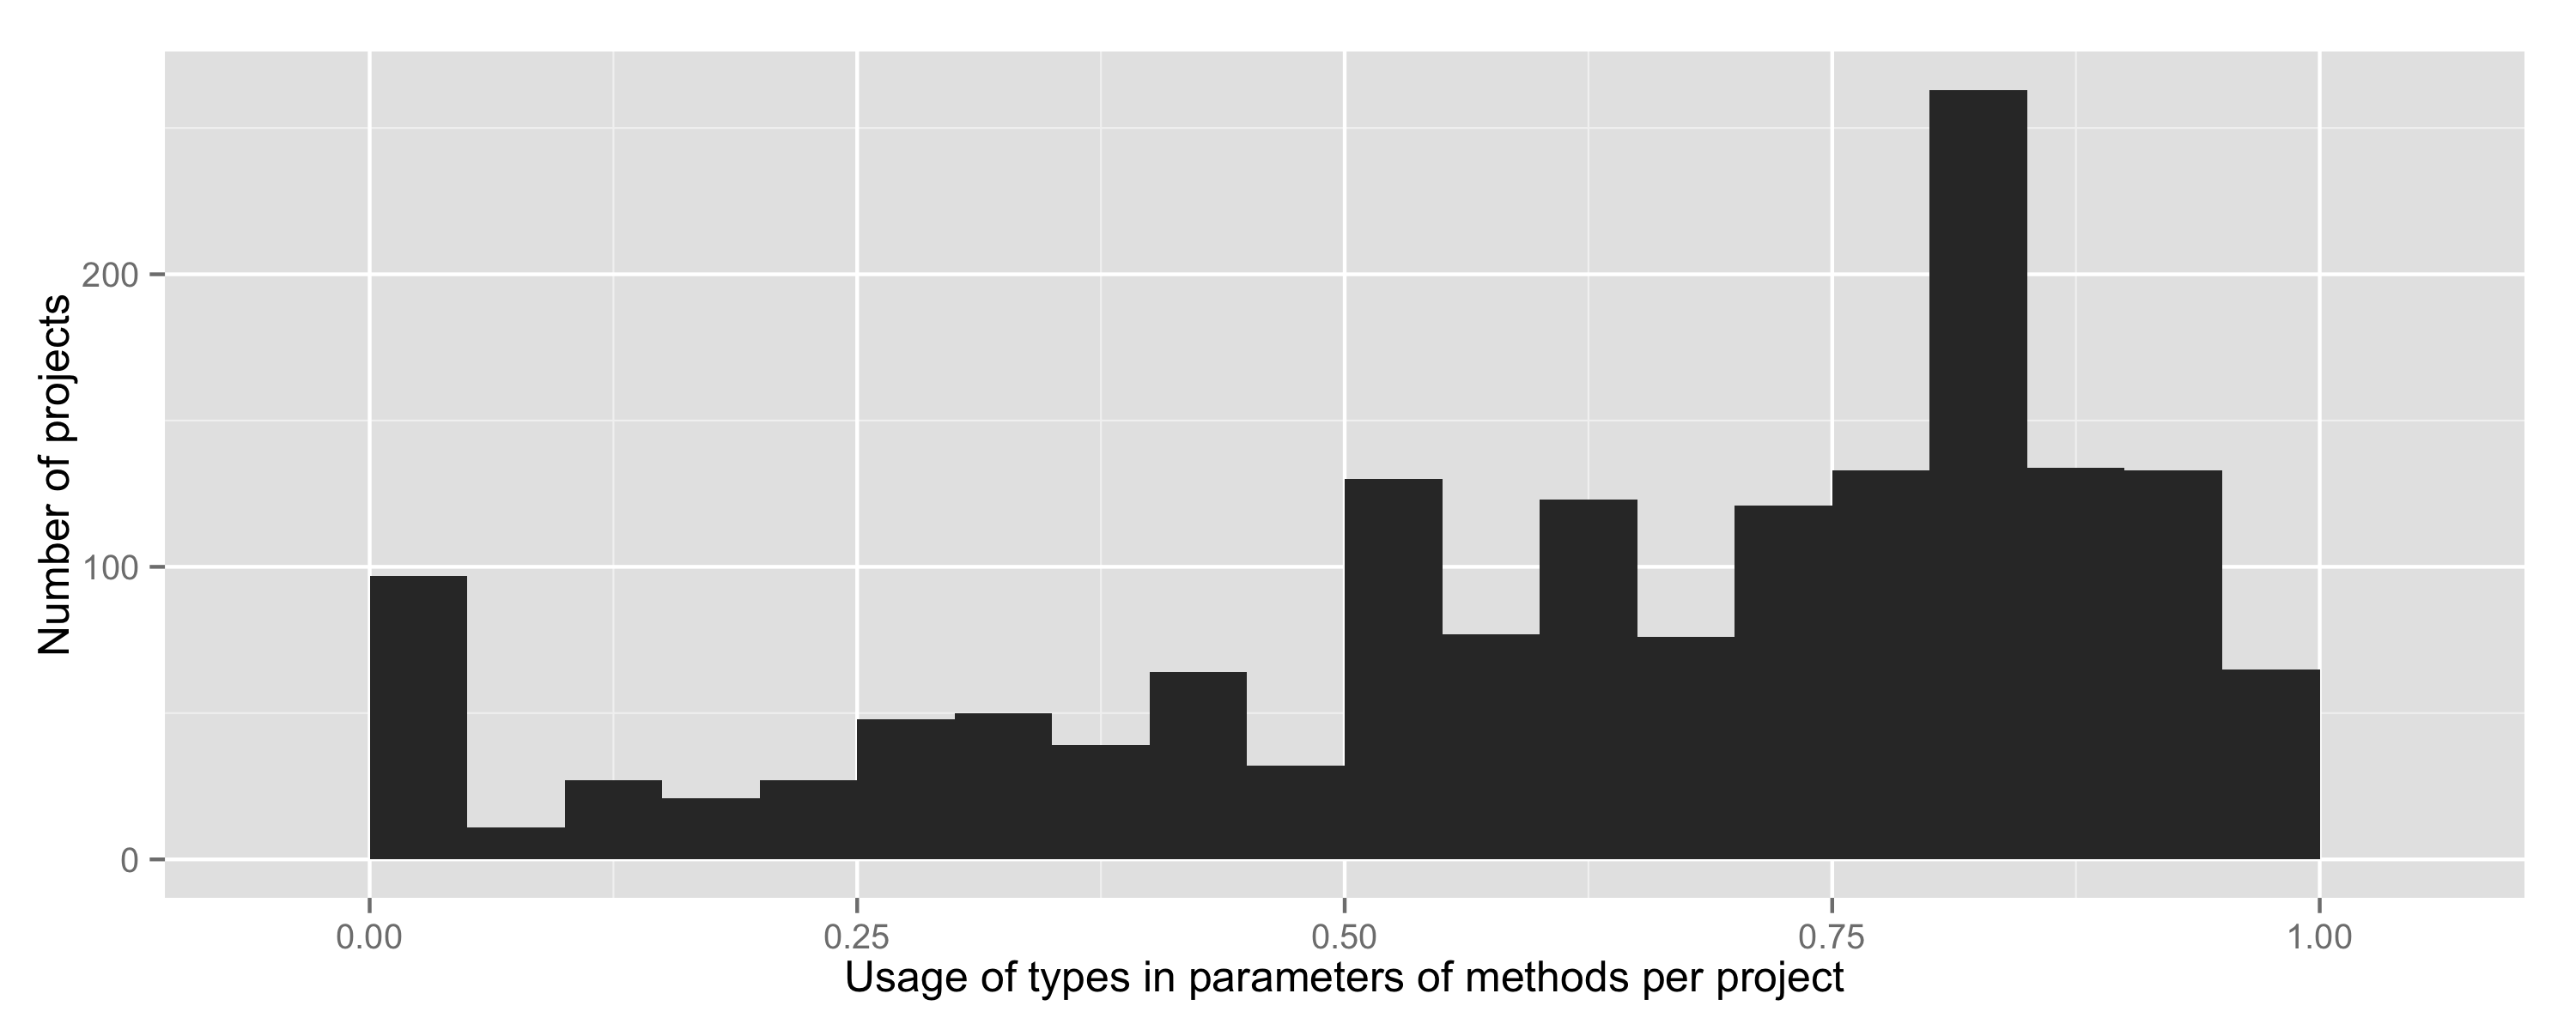 Number of projects
200
100
0
0.00 0.25 0.50 0.75 1.00
Usage of types in parameters of methods per project